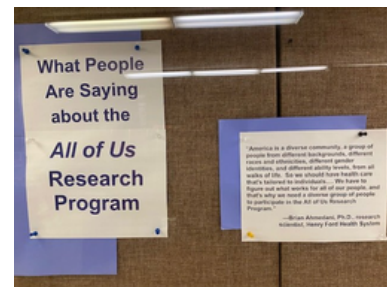 What People
Are Saying
about the
All of Us
Research
Program
"America is a diverse community, a group of
people from different backgrounds, different
races and ethnicities, different gender
identities, and different ability levels, from all
walks of life. So we should have health care
that's tailored to individuals.... We have to
figure out what works for all of our people, and
that's why we need a diverse group of people
to participate in the All of Us Research
Program."
—Brian Ahmedani, Ph.D., research
scientist, Henry Ford Health System